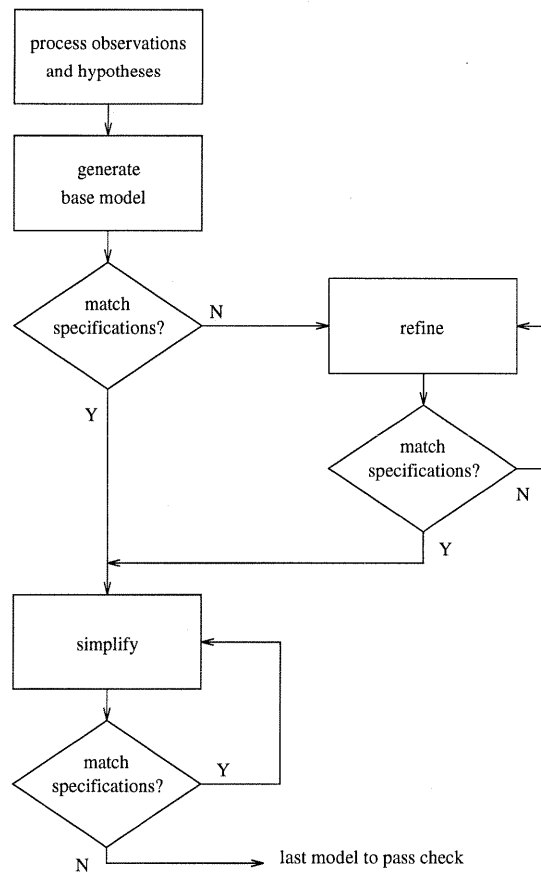 process observations
and hypotheses
generate
base model
match
specifications?
N
refine
Y
match
specifications?
N
Y
simplify
match
specifications?
Y
N
last model to pass check